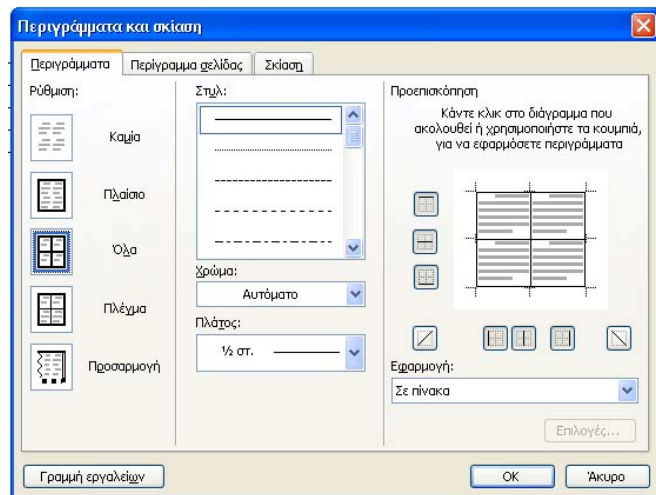 Περιγράμματα και σκίαση
Περιγράμματα
Περίγραμμα σελίδας
Σκίαση
Ρύθμιση:
Καμία
Πλαίσιο
Όλα
Πλέγμα
Προσαρμογή
Στυλ:
Χρώμα:
Αυτόματο
Πλάτος:
½ στ.
Προεπισκόπηση
Κάντε κλικ στο διάγραμμα που
ακολουθεί ή χρησιμοποιήστε τα κουμπιά,
για να εφαρμόσετε περιγράμματα
Εφαρμογή:
Σε πίνακα
Επιλογές...
Γραμμή εργαλείων
OK
Άκυρο